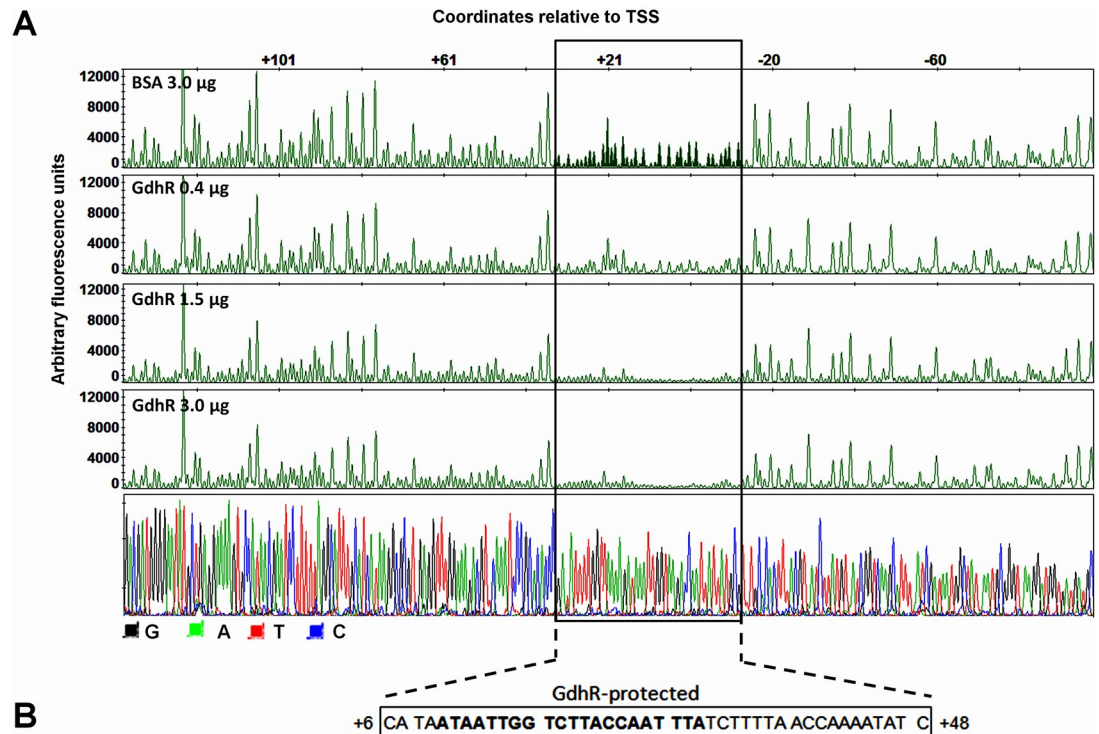 A
Coordinates relative to TSS
+101 +61 +21 -20 -60
Arbitrary fluorescence units
12000
BSA 3.0 µg
8000
4000
0
12000
GdhR 0.4 µg
8000
4000
0
12000
GdhR 1.5 µg
8000
4000
0
12000
GdhR 3.0 µg
8000
4000
0
G A T C
GdhR-protected
B
+6 CA TAATAATTGG TCTTACCAAT TTATCTTTTA ACCAAAATAT C +48